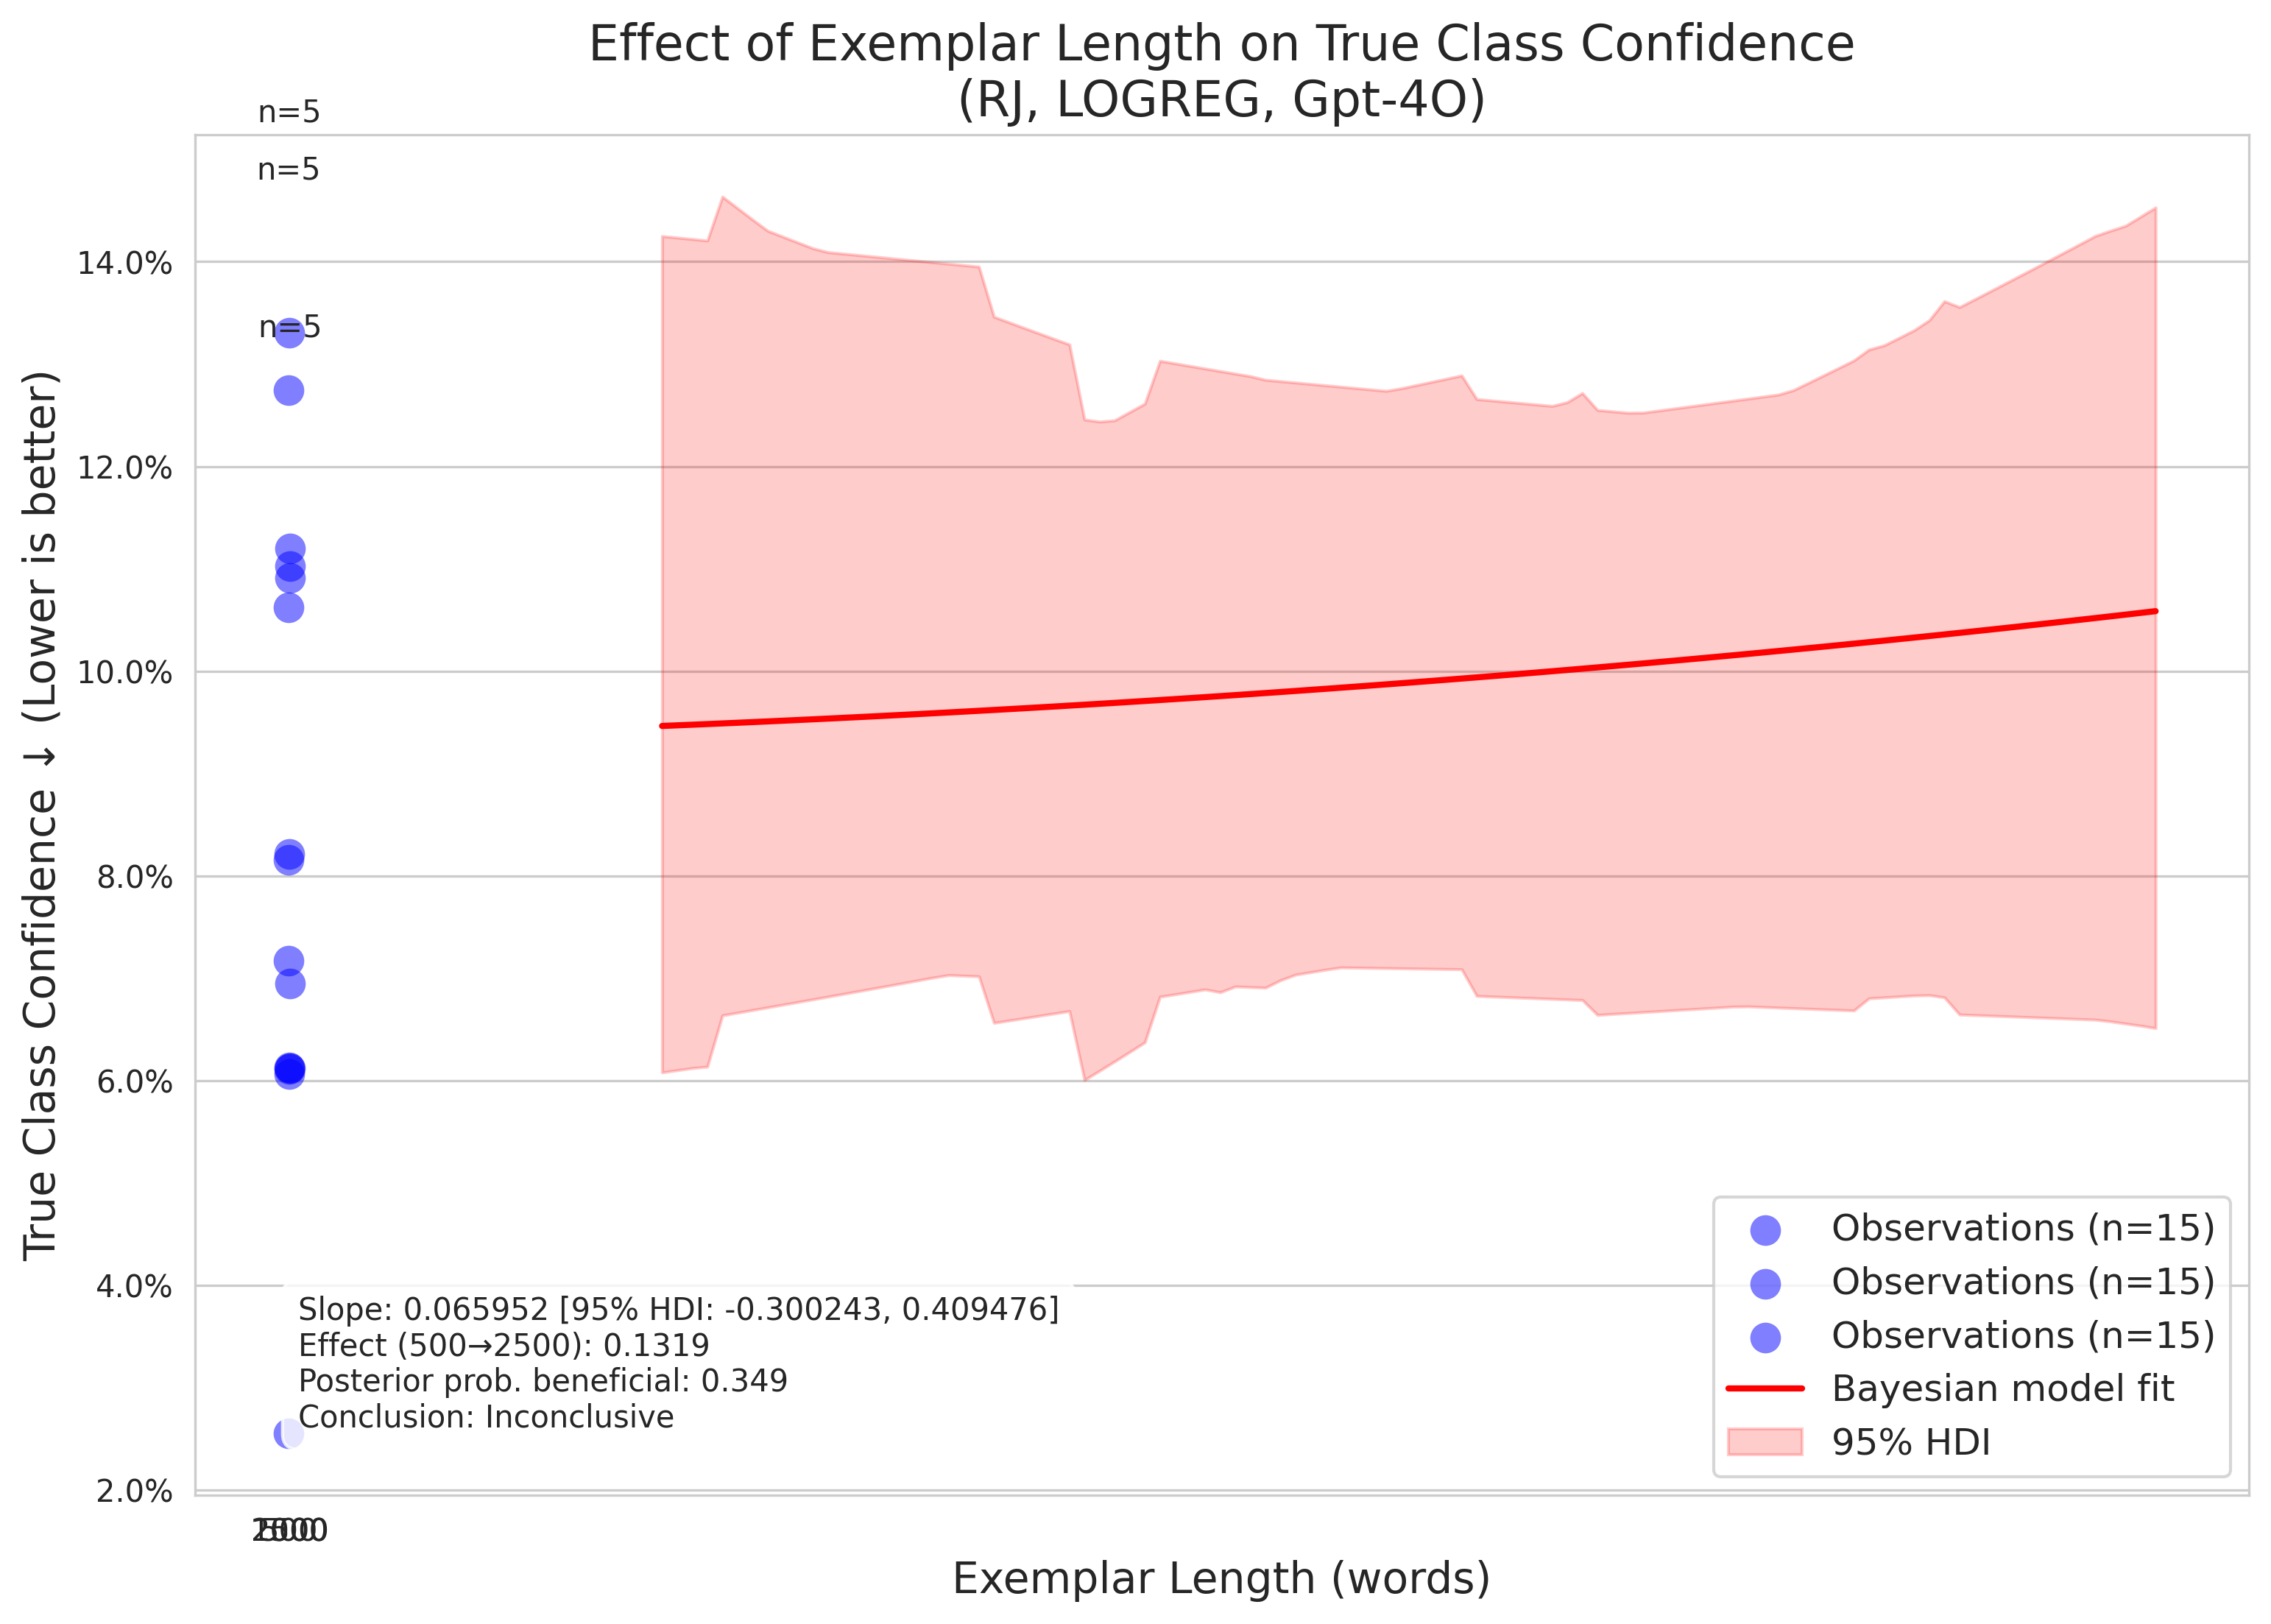 Effect of Exemplar Length on True Class Confidence
(RJ, LOGREG, Gpt-4O)
n=5
n=5
n=5
True Class Confidence ↓ (Lower is better)
14.0%
12.0%
10.0%
8.0%
6.0%
4.0%
2.0%
Slope: 0.065952 [95% HDI: -0.300243, 0.409476]
Effect (500→2500): 0.1319
Posterior prob. beneficial: 0.349
Conclusion: Inconclusive
Observations (n=15)
Observations (n=15)
Observations (n=15)
Bayesian model fit
95% HDI
Exemplar Length (words)